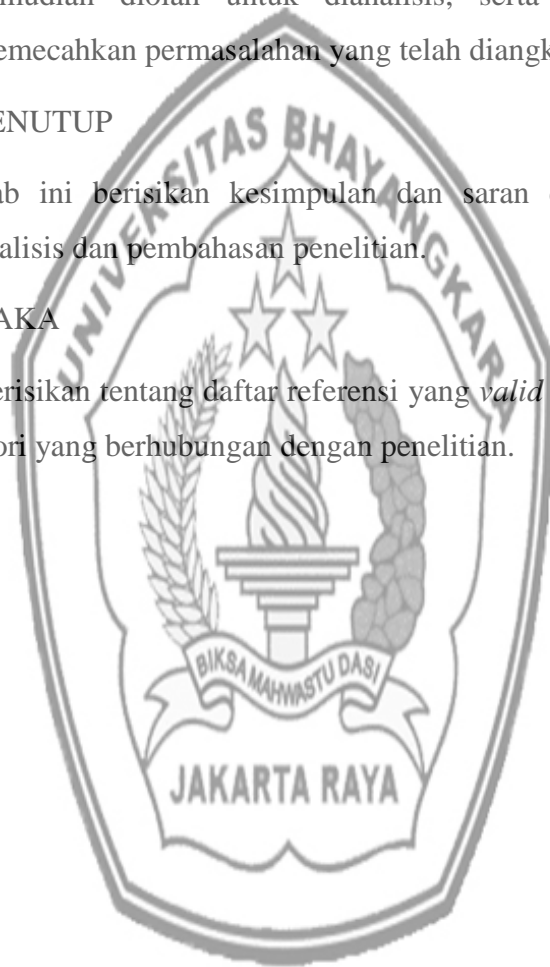 mudian diolah untuk dianalisis, serta
emecahkan permasalahan yang telah diangk
ENUTUP
ab ini berisikan kesimpulan dan saran
alisis dan pembahasan penelitian.
AKA
erisikan tentang daftar referensi yang valid
ori yang berhubungan dengan penelitian.
UNIVERSITAS BHAYANGKARA
BIKSA MAHWASTU DASI
JAKARTA RAYA